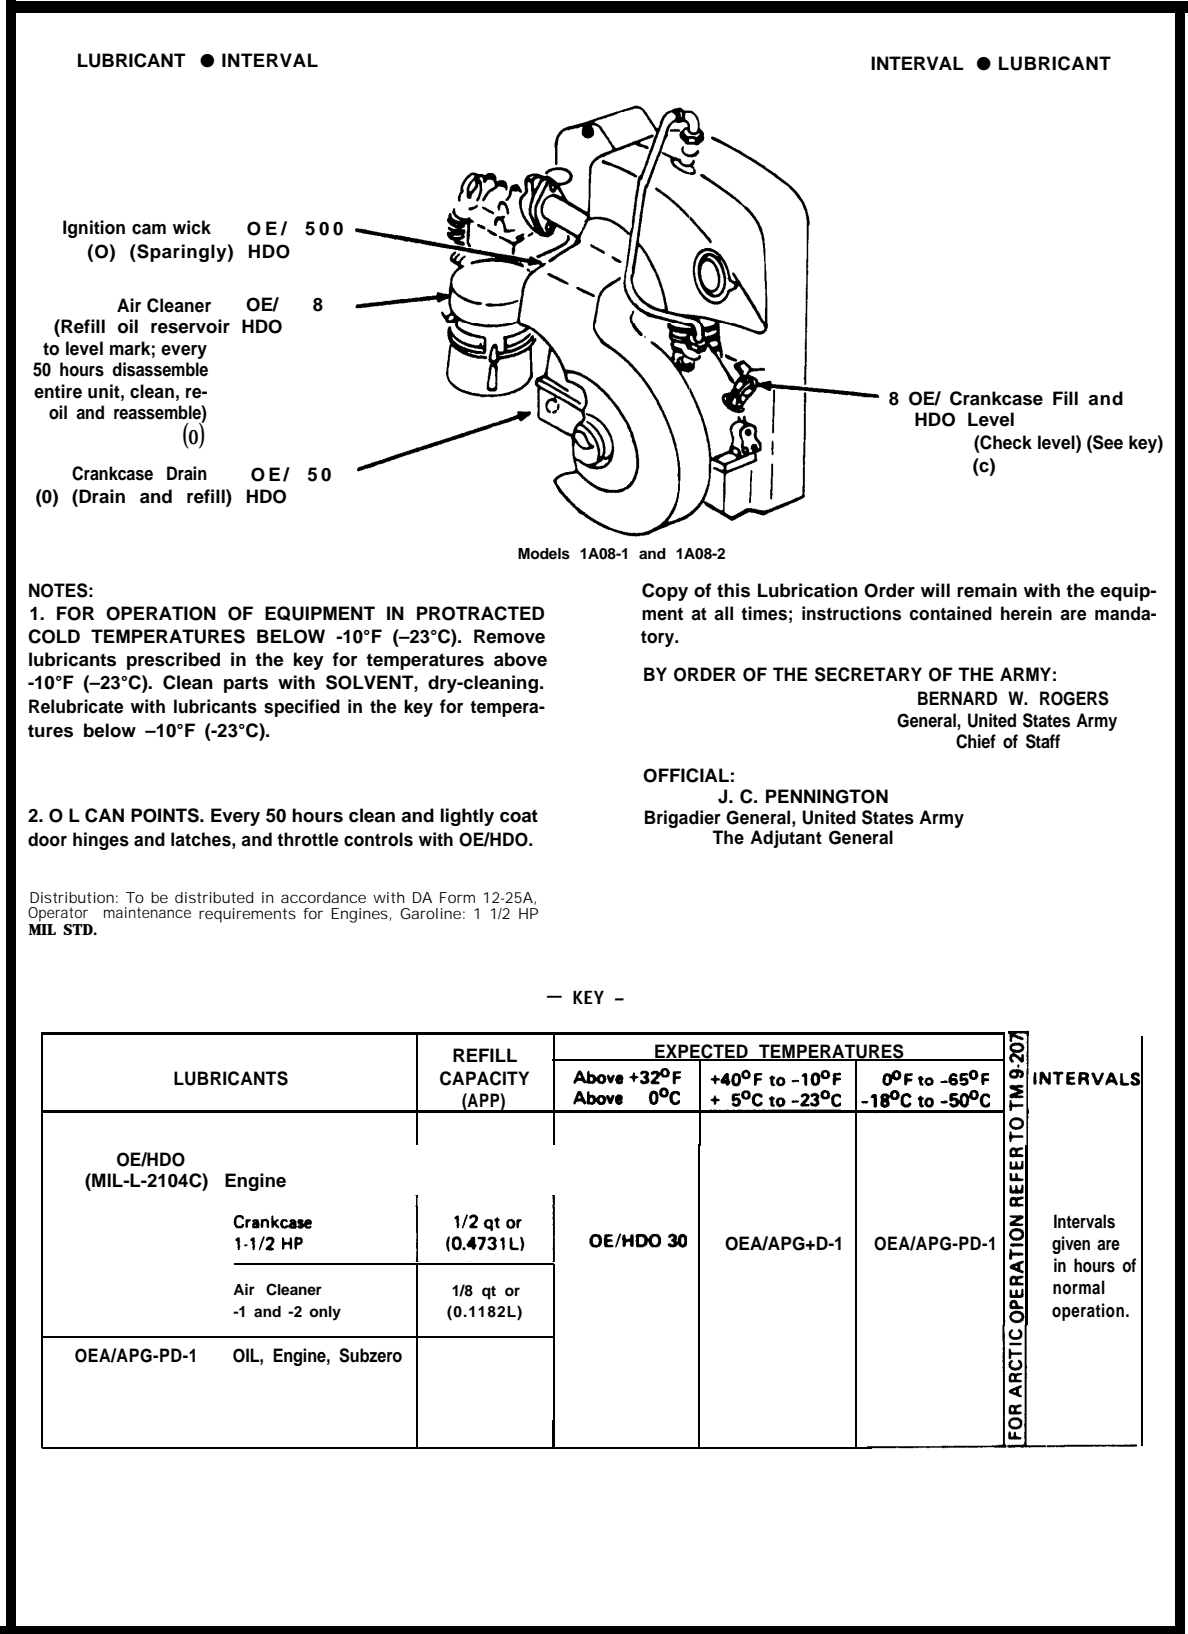 LUBRICANT ● INTERVAL
INTERVAL ● LUBRICANT
Ignition cam wick OE/ 500
(O) (Sparingly) HDO
Air Cleaner OE/ 8
(Refill oil reservoir HDO
to level mark; every
50 hours disassemble
entire unit, clean, re-
oil and reassemble)
(0)
Crankcase Drain OE/ 50
(0) (Drain and refill) HDO
8 OE/ Crankcase Fill and
HDO Level
(Check level) (See key)
(c)
Models 1A08-1 and 1A08-2
NOTES:
1. FOR OPERATION OF EQUIPMENT IN PROTRACTED
COLD TEMPERATURES BELOW -10°F (–23°C). Remove
lubricants prescribed in the key for temperatures above
-10°F (–23°C). Clean parts with SOLVENT, dry-cleaning.
Relubricate with lubricants specified in the key for tempera-
tures below –10°F (-23°C).
2. O L CAN POINTS. Every 50 hours clean and lightly coat
door hinges and latches, and throttle controls with OE/HDO.
Distribution: To be distributed in accordance with DA Form 12-25A,
Operator maintenance requirements for Engines, Garoline: 1 1/2 HP
MIL STD.
Copy of this Lubrication Order will remain with the equip-
ment at all times; instructions contained herein are manda-
tory.
BY ORDER OF THE SECRETARY OF THE ARMY:
BERNARD W. ROGERS
General, United States Army
Chief of Staff
OFFICIAL:
J. C. PENNINGTON
Brigadier General, United States Army
The Adjutant General
— KEY –
LUBRICANTS
REFILL
CAPACITY
(APP)
EXPECTED TEMPERATURES
Above +32°F
Above 0°C
+40°F to -10°F
+ 5°C to -23°C
0°F to -65°F
-18°C to -50°C
FOR ARCTIC OPERATION REFER TO TM 9-207
INTERVALS
OE/HDO
(MIL-L-2104C) Engine
Crankcase
1-1/2 HP
1/2 qt or
(0.4731L)
OE/HDO 30
OEA/APG+D-1
OEA/APG-PD-1
Intervals
given are
in hours of
normal
operation.
Air Cleaner
-1 and -2 only
1/8 qt or
(0.1182L)
OEA/APG-PD-1 OIL, Engine, Subzero